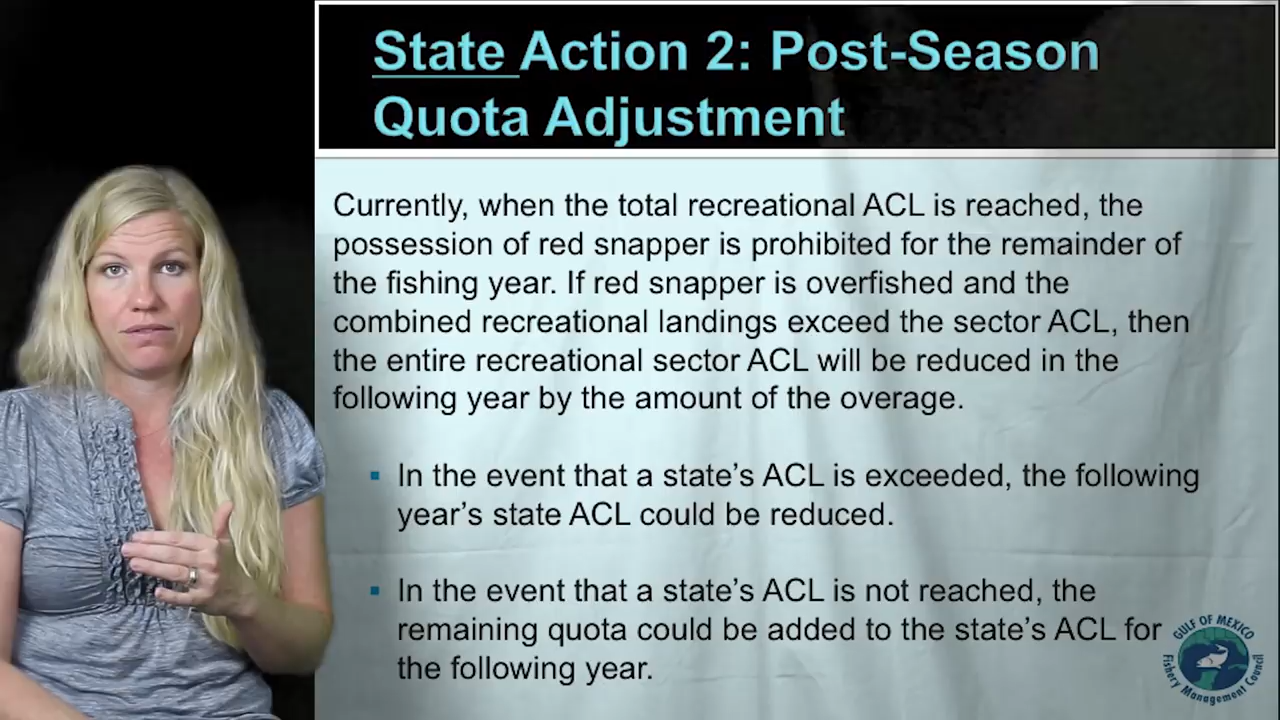 State Action 2: Post-Season
Quota Adjustment
Currently, when the total recreational ACL is reached, the
possession of red snapper is prohibited for the remainder of
the fishing year. If red snapper is overfished and the
combined recreational landings exceed the sector ACL, then
the entire recreational sector ACL will be reduced in the
following year by the amount of the overage.
▪ In the event that a state’s ACL is exceeded, the following
year’s state ACL could be reduced.
▪ In the event that a state’s ACL is not reached, the
remaining quota could be added to the state’s ACL for
the following year.
GULF OF MEXICO
Fishery Management Council